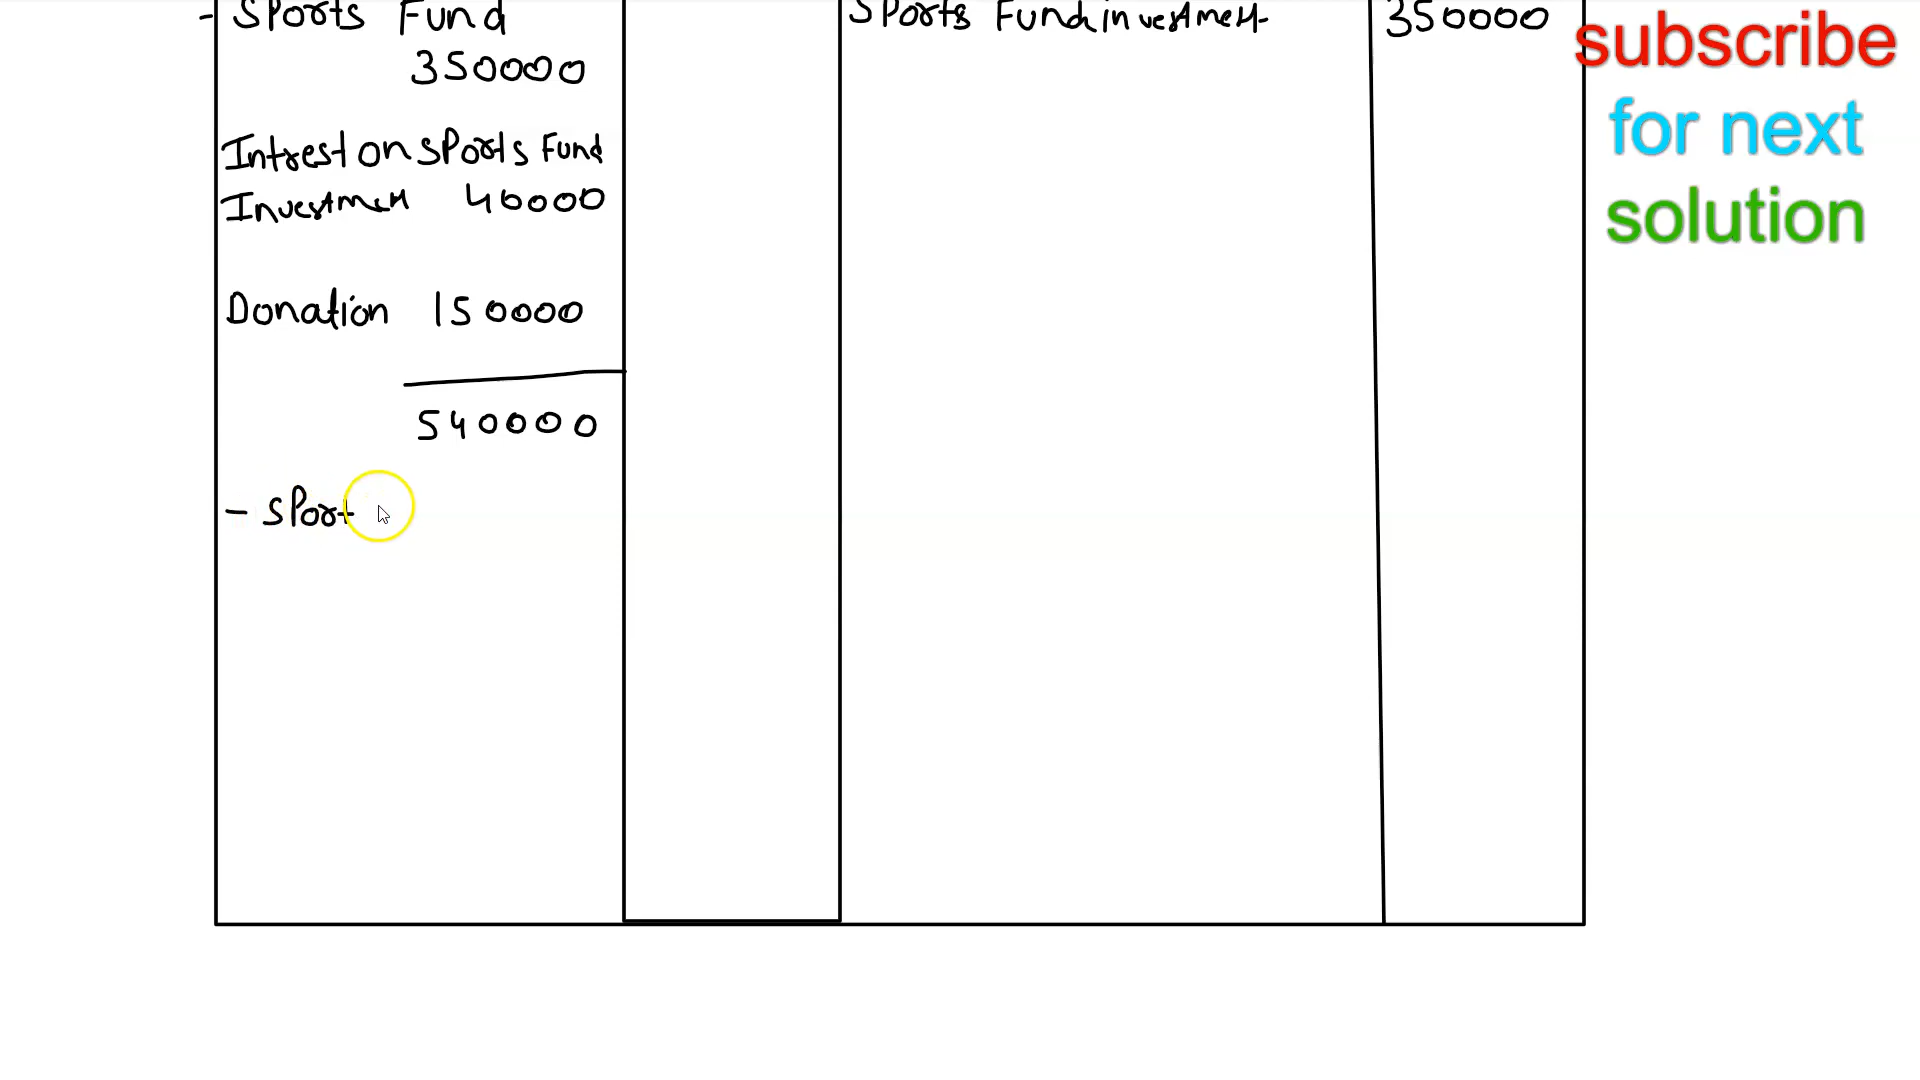 - Sports Fund
350000
Intrest on Sports Fund
Investment 40000
Donation 150000
540000
- Sport
Sports Fund investment 350000
subscribe
for next
solution